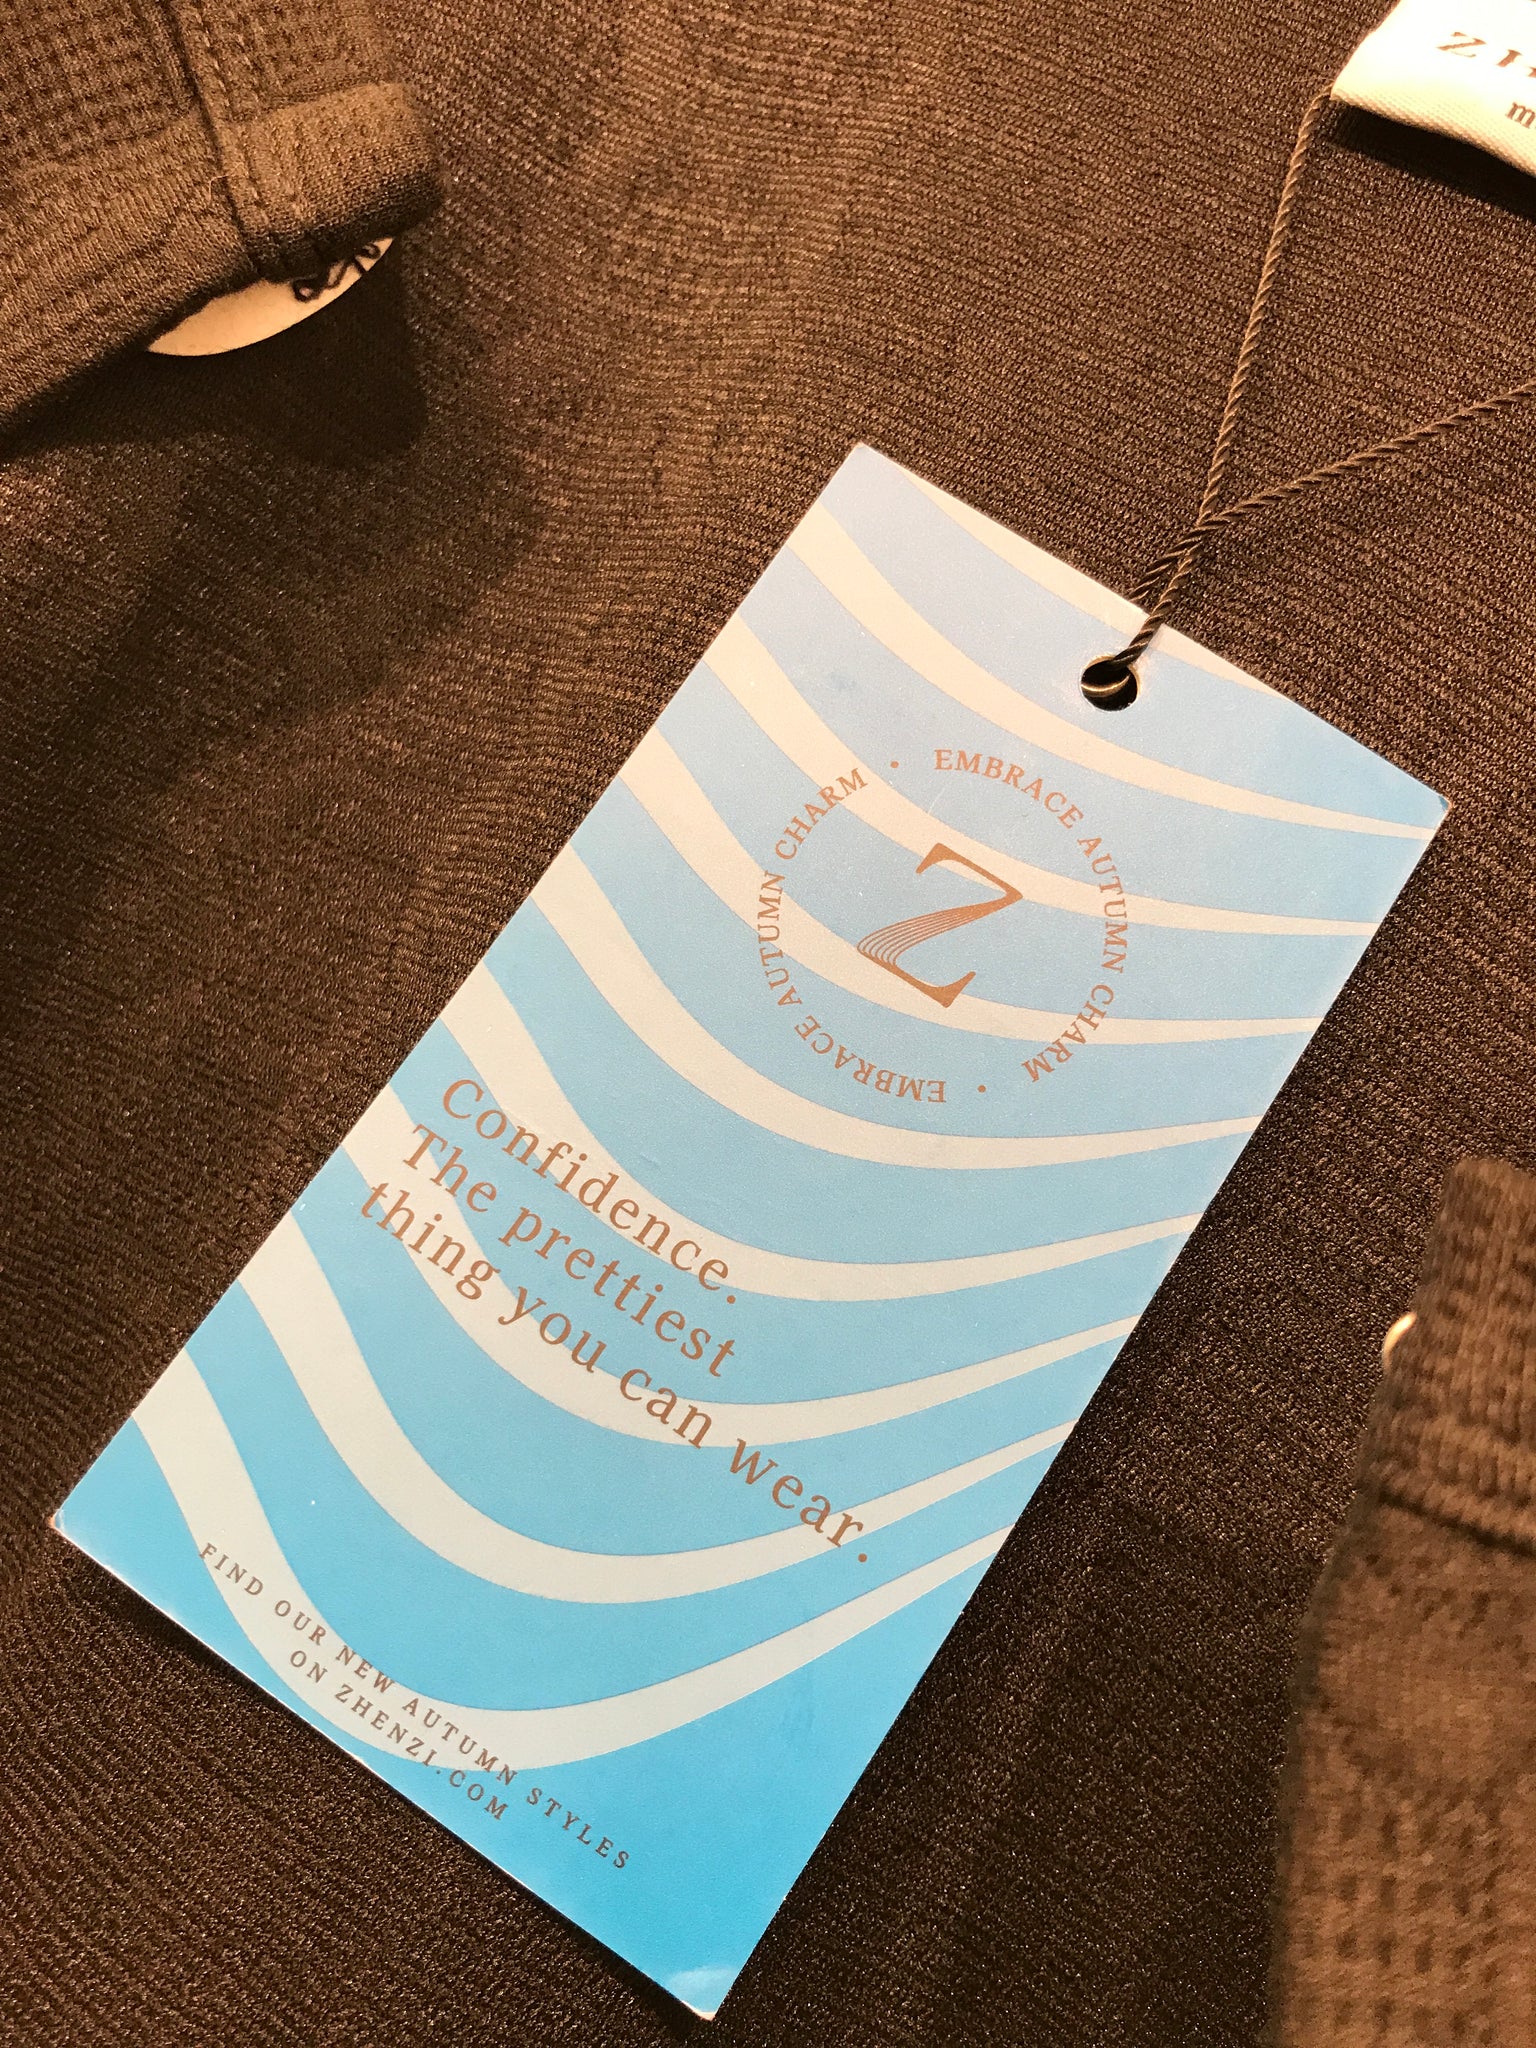 EMBRACE AUTUMN CHARM • EMBRACE AUTUMN CHARM •
Z
Confidence.
The prettiest
thing you can wear.
FIND OUR NEW AUTUMN STYLES
ON ZHENZI.COM